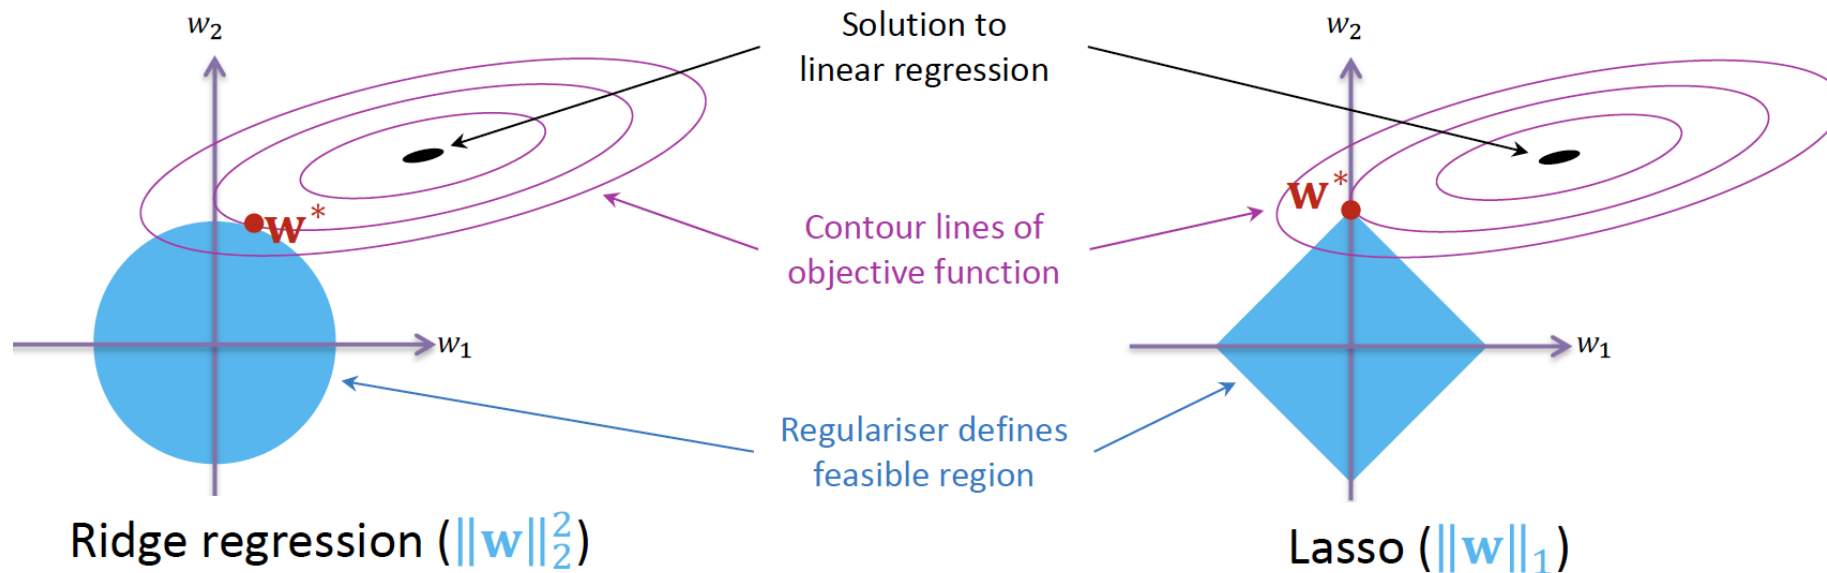 w₂
Solution to
linear regression
w₂
w*
w*
Contour lines of
objective function
w₁
w₁
Regulariser defines
feasible region
Ridge regression (‖w‖₂²)
Lasso (‖w‖₁)